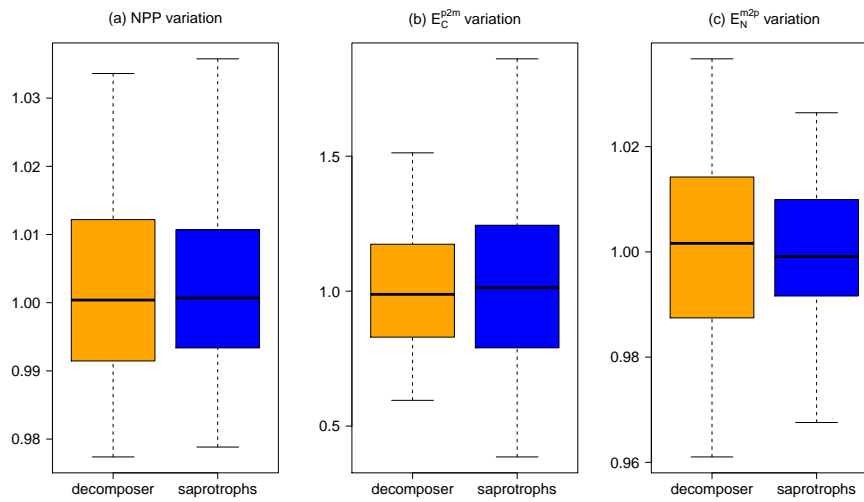 (a) NPP variation
1.03
1.02
1.01
1.00
0.99
0.98
decomposer saprotrophs
(b) E_C^p2m variation
1.5
1.0
0.5
decomposer saprotrophs
(c) E_N^m2p variation
1.02
1.00
0.98
0.96
decomposer saprotrophs